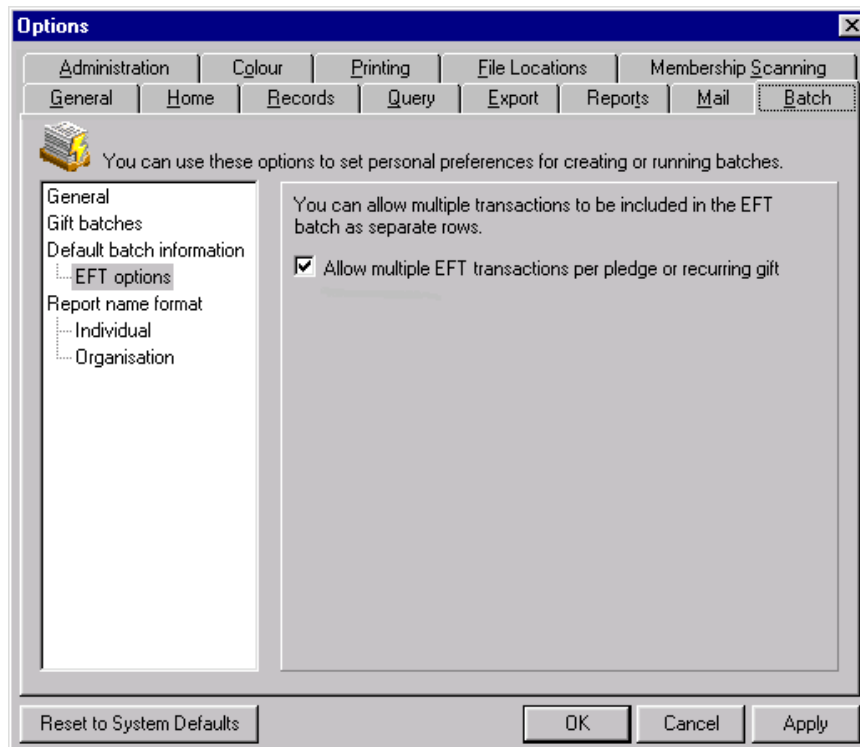 Options
Administration Colour Printing File Locations Membership Scanning
General Home Records Query Export Reports Mail Batch
You can use these options to set personal preferences for creating or running batches.
General
Gift batches
Default batch information
EFT options
Report name format
Individual
Organisation
You can allow multiple transactions to be included in the EFT
batch as separate rows.
Allow multiple EFT transactions per pledge or recurring gift
Reset to System Defaults OK Cancel Apply